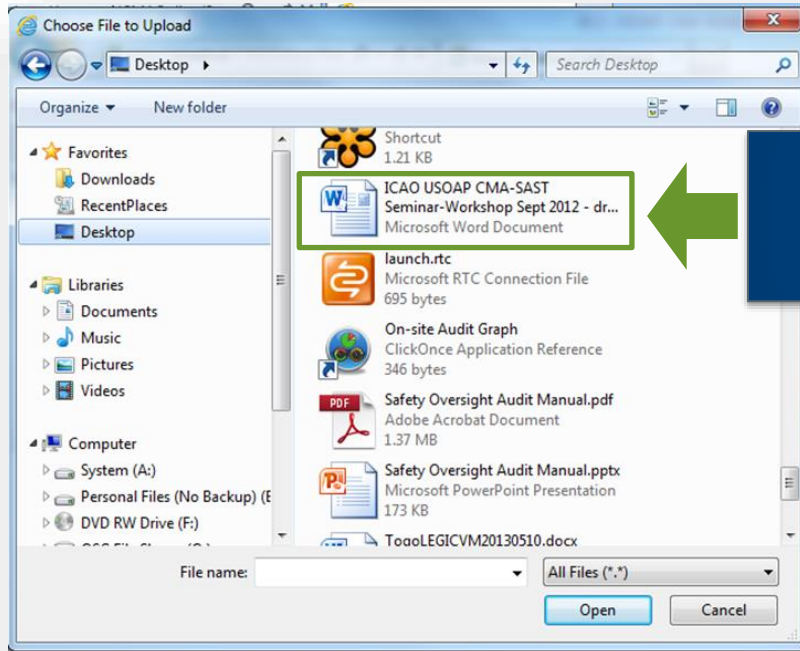 Choose File to Upload
Desktop
Search Desktop
Organize
New folder
Favorites
Downloads
RecentPlaces
Desktop
Libraries
Documents
Music
Pictures
Videos
Computer
System (A:)
Personal Files (No Backup) (E
DVD RW Drive (F:)
Shortcut
1.21 KB
ICAO USOAP CMA-SAST
Seminar-Workshop Sept 2012 - dr...
Microsoft Word Document
launch.rtc
Microsoft RTC Connection File
695 bytes
On-site Audit Graph
ClickOnce Application Reference
346 bytes
PDF
Safety Oversight Audit Manual.pdf
Adobe Acrobat Document
1.37 MB
Safety Oversight Audit Manual.pptx
Microsoft PowerPoint Presentation
173 KB
TogoLEGICVM20130510.docx
File name:
All Files (*.*)
Open
Cancel